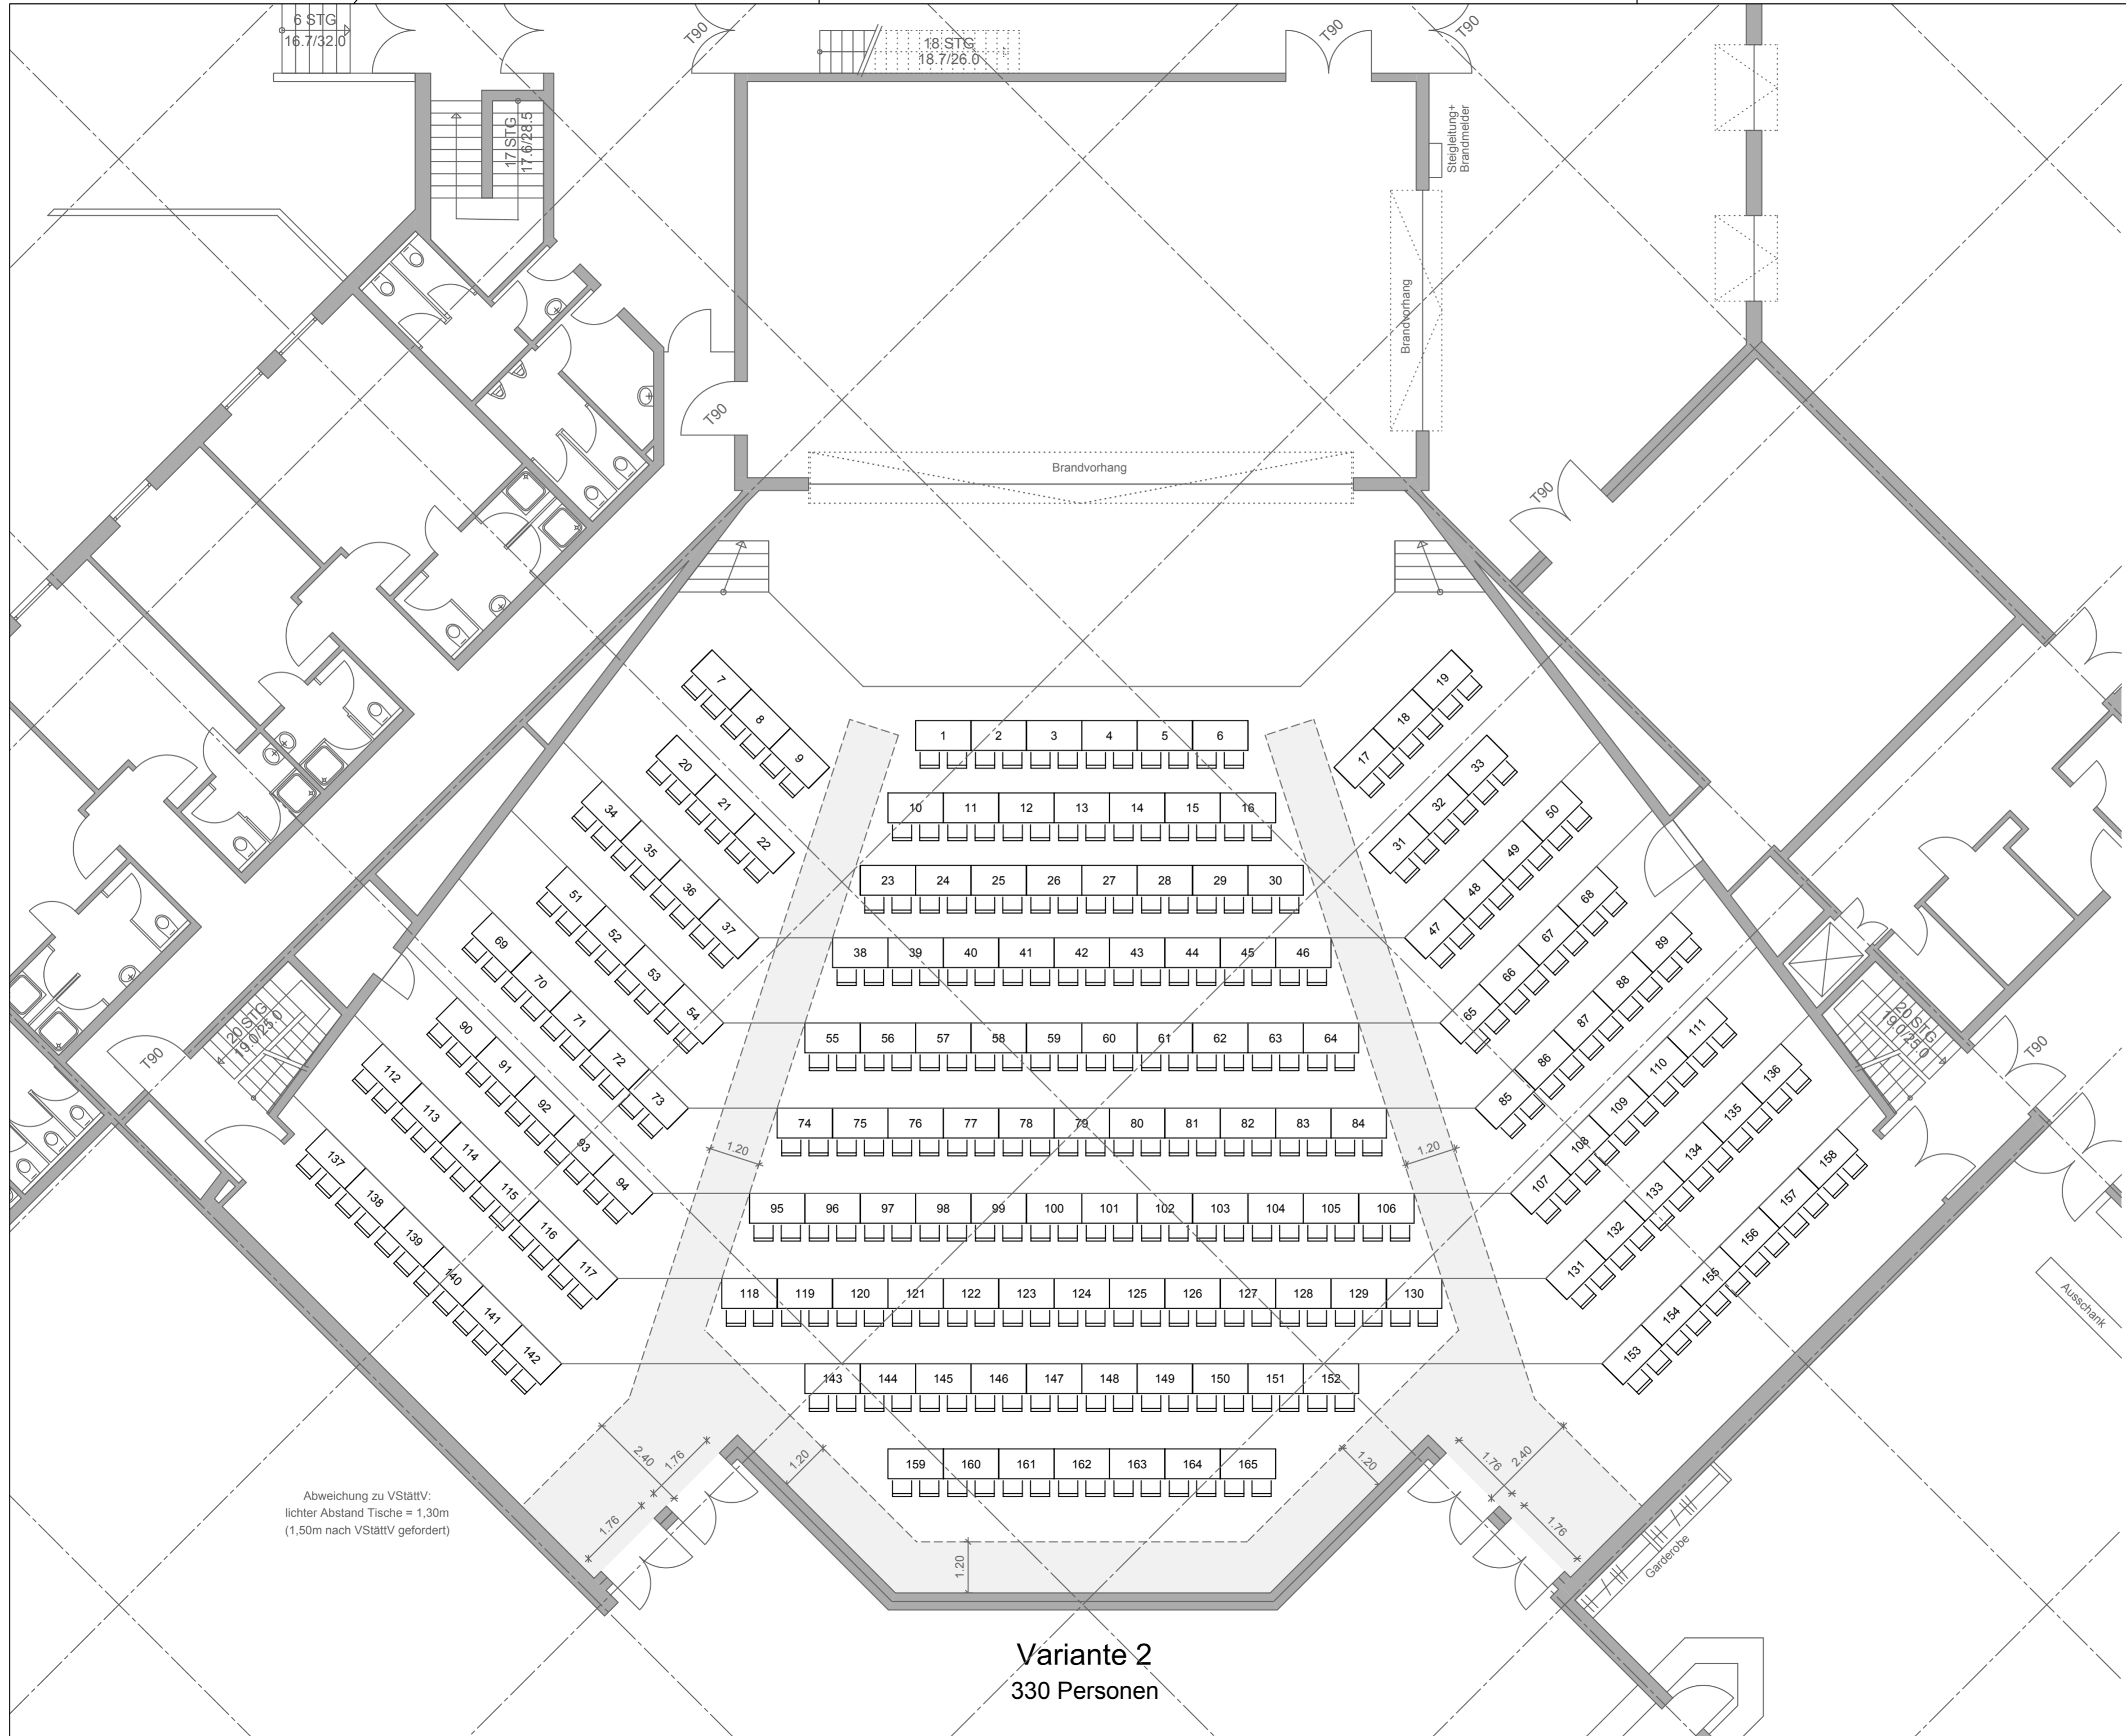 6 STG
16.7/32.0
T90
18 STG
18.7/26.0
T90
T90
17 STG
17.6/28.5
Steigleitung+
Brandmelder
Brandvorhang
T90
Brandvorhang
T90
7 8 9
1 2 3 4 5 6
17 18 19
20 21 22
10 11 12 13 14 15 16
31 32 33
34 35 36 37
23 24 25 26 27 28 29 30
47 48 49 50
51 52 53 54
38 39 40 41 42 43 44 45 46
65 66 67 68
69 70 71 72 73
55 56 57 58 59 60 61 62 63 64
85 86 87 88 89
90 91 92 93 94
74 75 76 77 78 79 80 81 82 83 84
107 108 109 110 111
20 STG
19.0/25.0
T90
20 STG
19.0/25.0
T90
1.20
1.20
112 113 114 115 116 117
95 96 97 98 99 100 101 102 103 104 105 106
131 132 133 134 135 136
137 138 139 140 141 142
118 119 120 121 122 123 124 125 126 127 128 129 130
153 154 155 156 157 158
143 144 145 146 147 148 149 150 151 152
159 160 161 162 163 164 165
Ausschank
2.40
1.76
1.20
1.20
1.76
2.40
1.76
1.76
1.20
Garderobe
Abweichung zu VStättV:
lichter Abstand Tische = 1,30m
(1,50m nach VStättV gefordert)
Variante 2
330 Personen